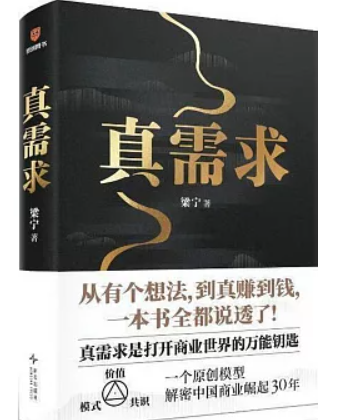 真需求
梁宁 著
真需求
梁宁 著
从有个想法，到真赚到钱，
一本书全都说透了！
真需求是打开商业世界的万能钥匙
价值
模式
共识
一个原创模型
解密中国商业崛起30年